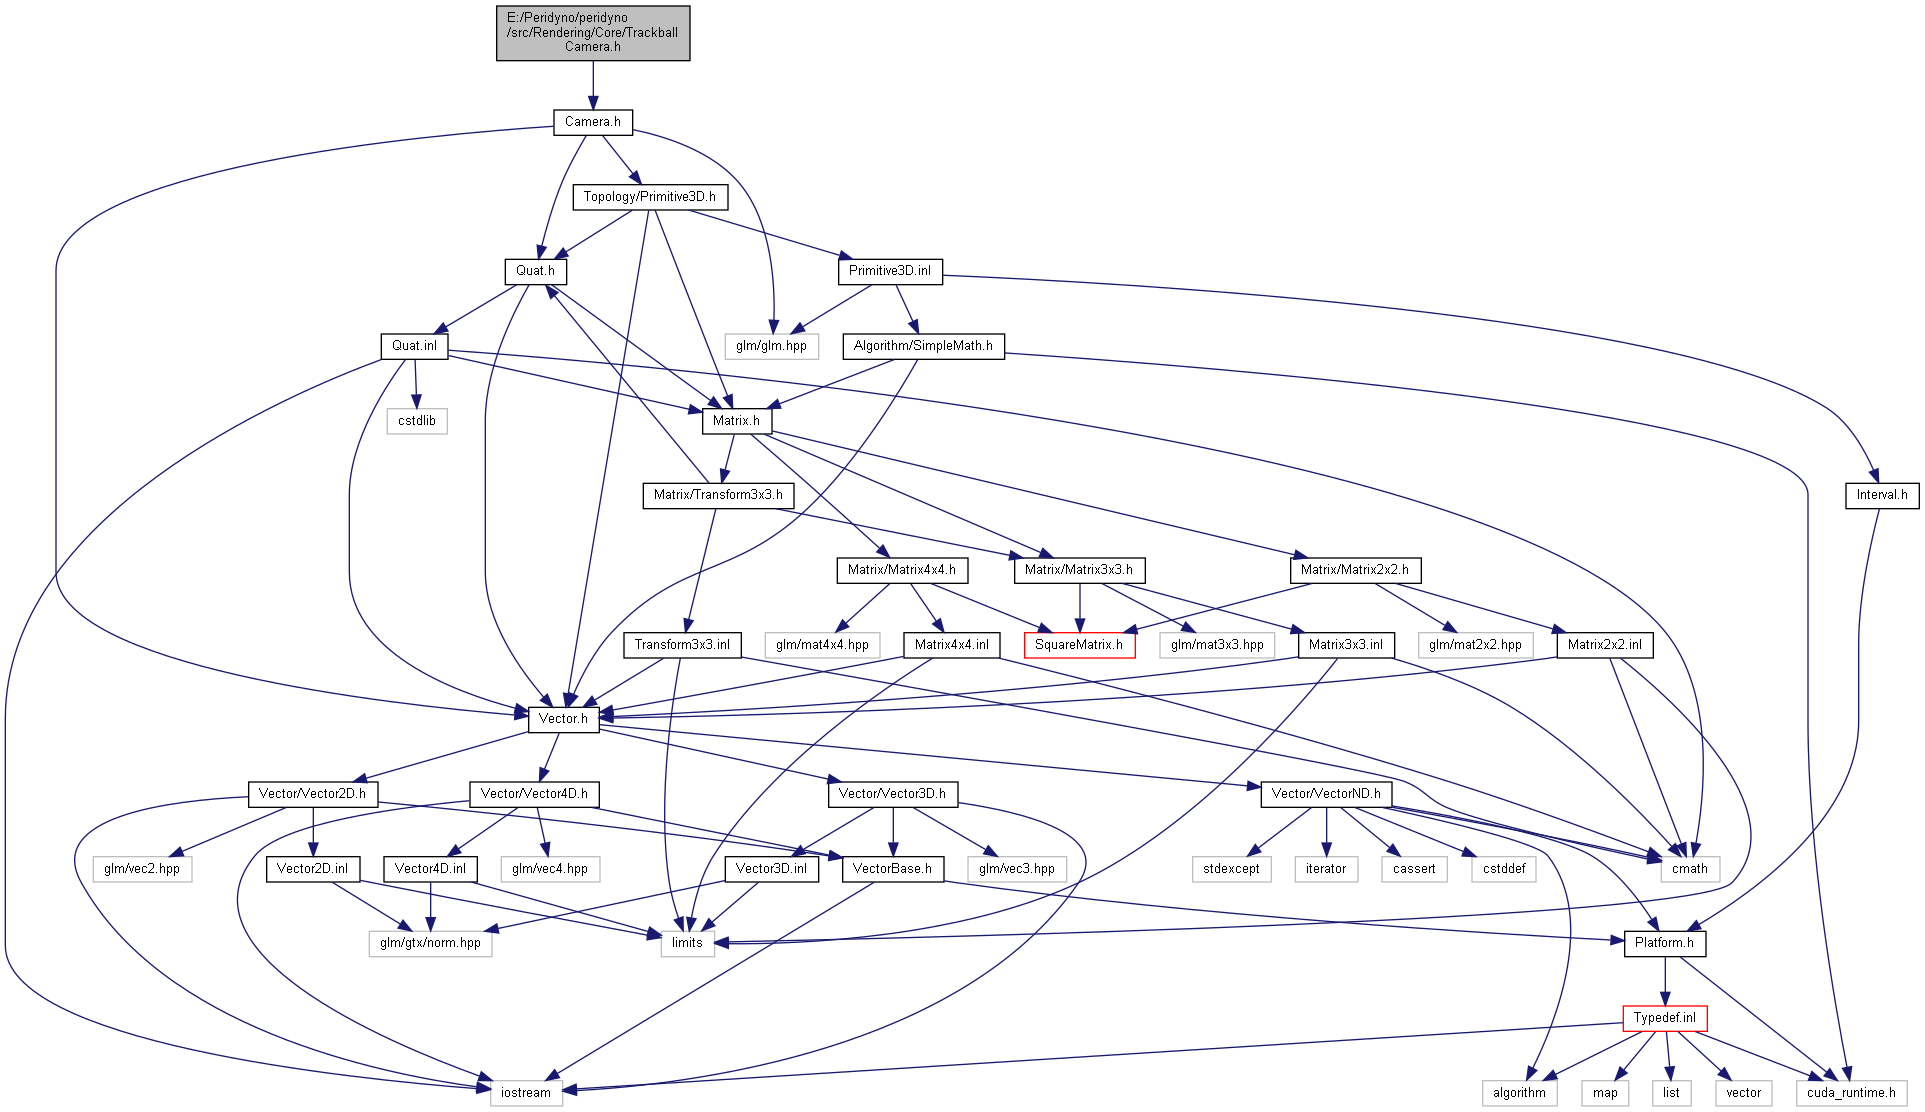 E:/Peridyno/peridyno
/src/Rendering/Core/Trackball
Camera.h
Camera.h
Topology/Primitive3D.h
Quat.h
Primitive3D.inl
Quat.inl
glm/glm.hpp
Algorithm/SimpleMath.h
cstdlib
Matrix.h
Matrix/Transform3x3.h
Interval.h
Matrix/Matrix4x4.h
Matrix/Matrix3x3.h
Matrix/Matrix2x2.h
Transform3x3.inl
glm/mat4x4.hpp
Matrix4x4.inl
SquareMatrix.h
glm/mat3x3.hpp
Matrix3x3.inl
glm/mat2x2.hpp
Matrix2x2.inl
Vector.h
Vector/Vector2D.h
Vector/Vector4D.h
Vector/Vector3D.h
Vector/VectorND.h
glm/vec2.hpp
Vector2D.inl
Vector4D.inl
glm/vec4.hpp
Vector3D.inl
VectorBase.h
glm/vec3.hpp
stdexcept
iterator
cassert
cstddef
cmath
glm/gtx/norm.hpp
limits
Platform.h
Typedef.inl
iostream
algorithm
map
list
vector
cuda_runtime.h